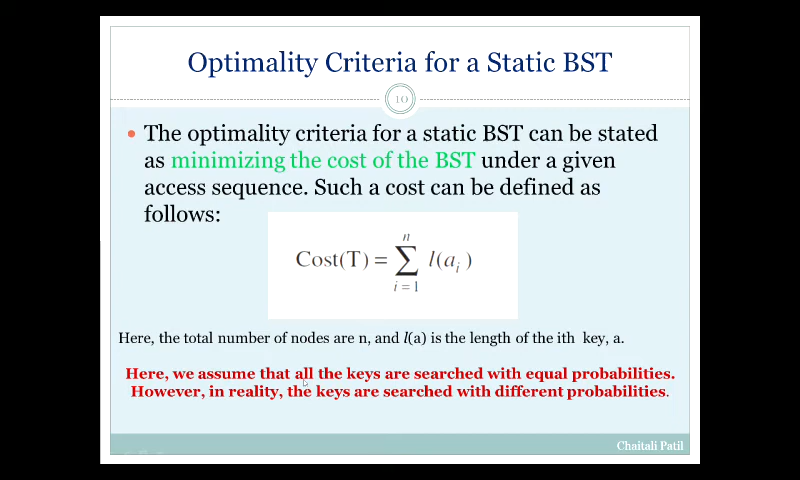 Optimality Criteria for a Static BST
10
• The optimality criteria for a static BST can be stated
as minimizing the cost of the BST under a given
access sequence. Such a cost can be defined as
follows:
Cost(T) = ∑_{i=1}^{n} l(a_i)
Here, the total number of nodes are n, and l(a) is the length of the ith key, a.
Here, we assume that all the keys are searched with equal probabilities.
However, in reality, the keys are searched with different probabilities.
Chaitali Patil